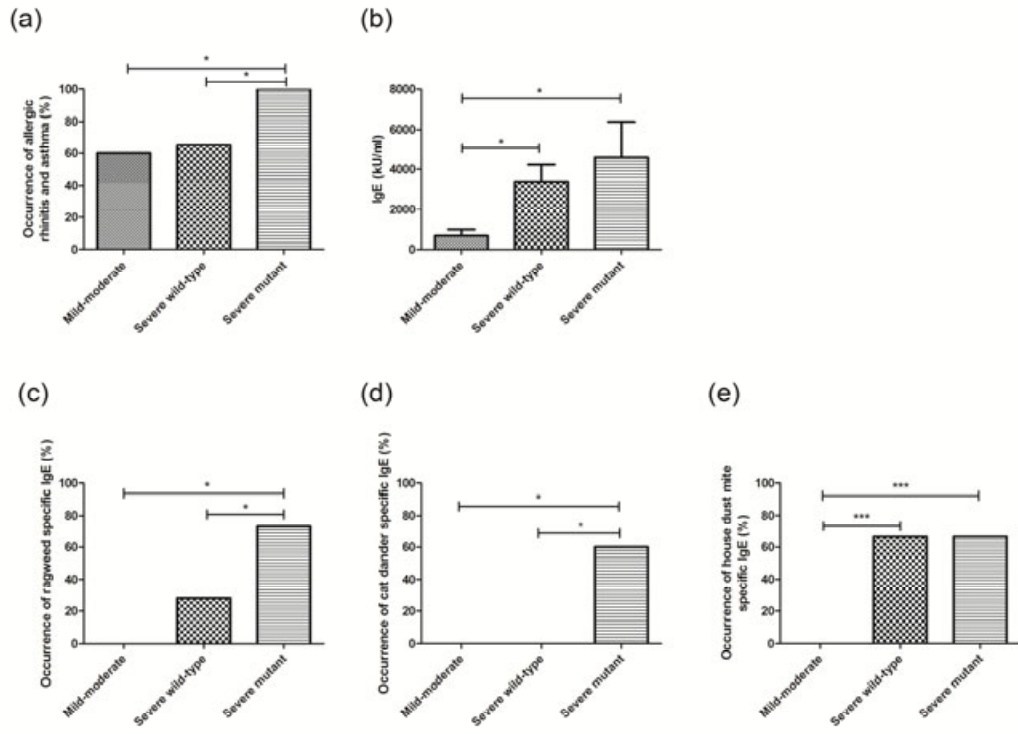 (a)
Occurrence of allergic
rhinitis and asthma (%)
100
80
60
40
20
0
*
*
Mild-moderate
Severe wild-type
Severe mutant
(b)
IgE (kU/ml)
8000
6000
4000
2000
0
*
*
Mild-moderate
Severe wild-type
Severe mutant
(c)
Occurrence of ragweed specific IgE (%)
100
80
60
40
20
0
*
*
Mild-moderate
Severe wild-type
Severe mutant
(d)
Occurrence of cat dander specific IgE (%)
100
80
60
40
20
0
*
*
Mild-moderate
Severe wild-type
Severe mutant
(e)
Occurrence of house dust mite
specific IgE (%)
100
80
60
40
20
0
***
***
Mild-moderate
Severe wild-type
Severe mutant